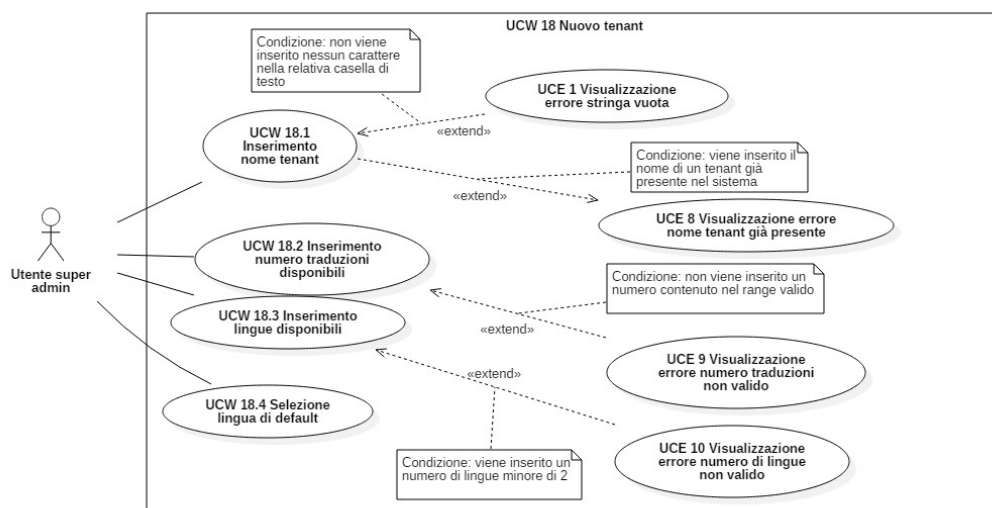 UCW 18 Nuovo tenant
Condizione: non viene
inserito nessun carattere
nella relativa casella di
testo
UCE 1 Visualizzazione
errore stringa vuota
«extend»
UCW 18.1
Inserimento
nome tenant
Condizione: viene inserito il
nome di un tenant già
presente nel sistema
«extend»
UCE 8 Visualizzazione errore
nome tenant già presente
Utente super
admin
UCW 18.2 Inserimento
numero traduzioni
disponibili
Condizione: non viene inserito un
numero contenuto nel range valido
UCW 18.3 Inserimento
lingue disponibili
«extend»
UCE 9 Visualizzazione
errore numero traduzioni
non valido
«extend»
UCW 18.4 Selezione
lingua di default
UCE 10 Visualizzazione
errore numero di lingue
non valido
Condizione: viene inserito un
numero di lingue minore di 2